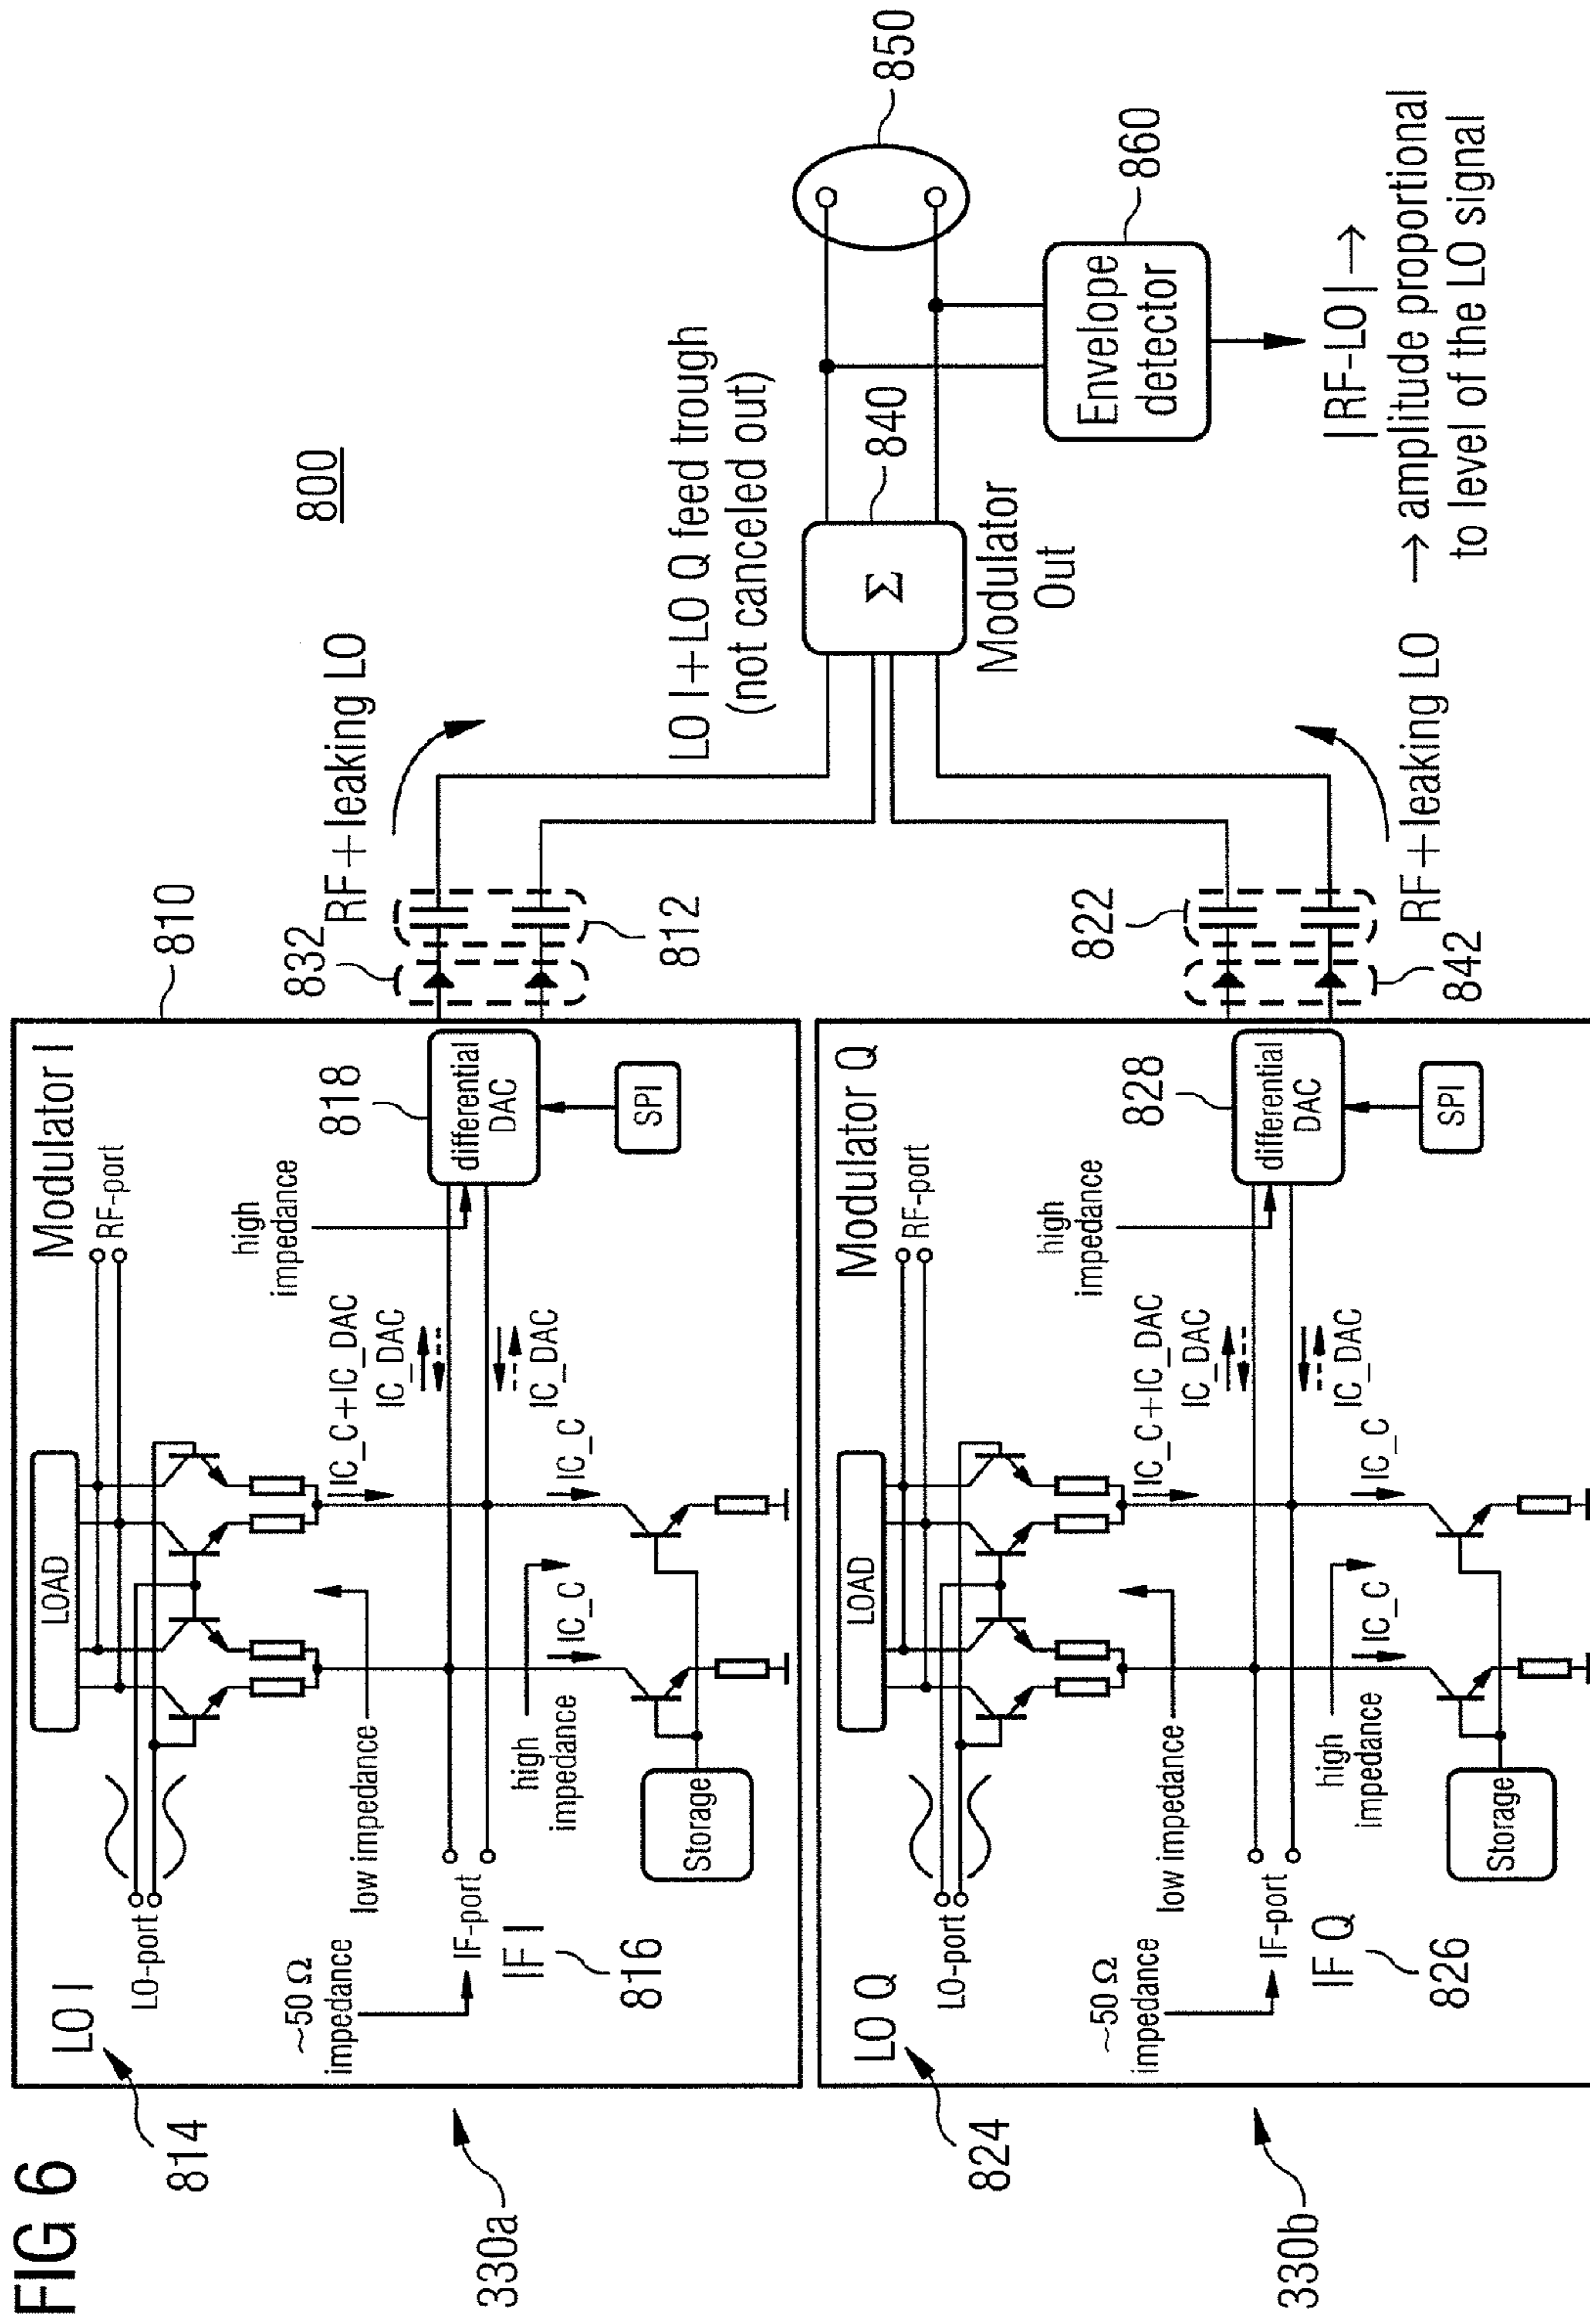 FIG 6
800
810
Modulator I
LO I
814
LO-port
LOAD
RF-port
~50 Ω
impedance
low impedance
IF-port
IF I
816
high
impedance
IC_C
IC_C+IC_DAC
IC_DAC
IC_DAC
IC_C
high
impedance
818
differential
DAC
SPI
Storage
330a
832
812
RF+leaking LO
Modulator Q
LO Q
824
LO-port
LOAD
RF-port
~50 Ω
impedance
low impedance
IF-port
IF Q
826
high
impedance
IC_C
IC_C+IC_DAC
IC_DAC
IC_DAC
IC_C
high
impedance
828
differential
DAC
SPI
Storage
330b
822
842
RF+leaking LO
LO I+LO Q feed trough
(not canceled out)
840
Σ
Modulator
Out
850
860
Envelope
detector
|RF-LO|→
→ amplitude proportional
to level of the LO signal